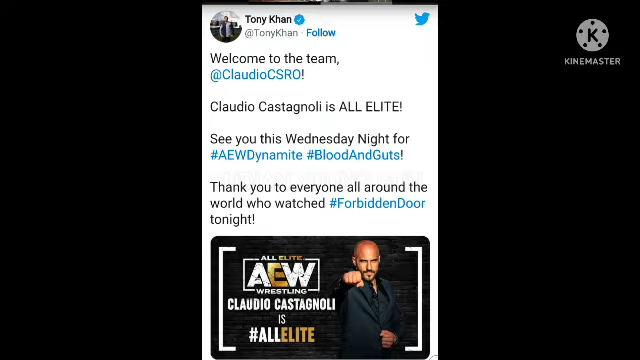 Tony Khan
@TonyKhan · Follow
KINEMASTER
Welcome to the team,
@ClaudioCSRO!
Claudio Castagnoli is ALL ELITE!
See you this Wednesday Night for
#AEWDynamite #BloodAndGuts!
Thank you to everyone all around the
world who watched #ForbiddenDoor
tonight!
ALL ELITE
AEW
WRESTLING
CLAUDIO CASTAGNOLI
IS
#ALLELITE